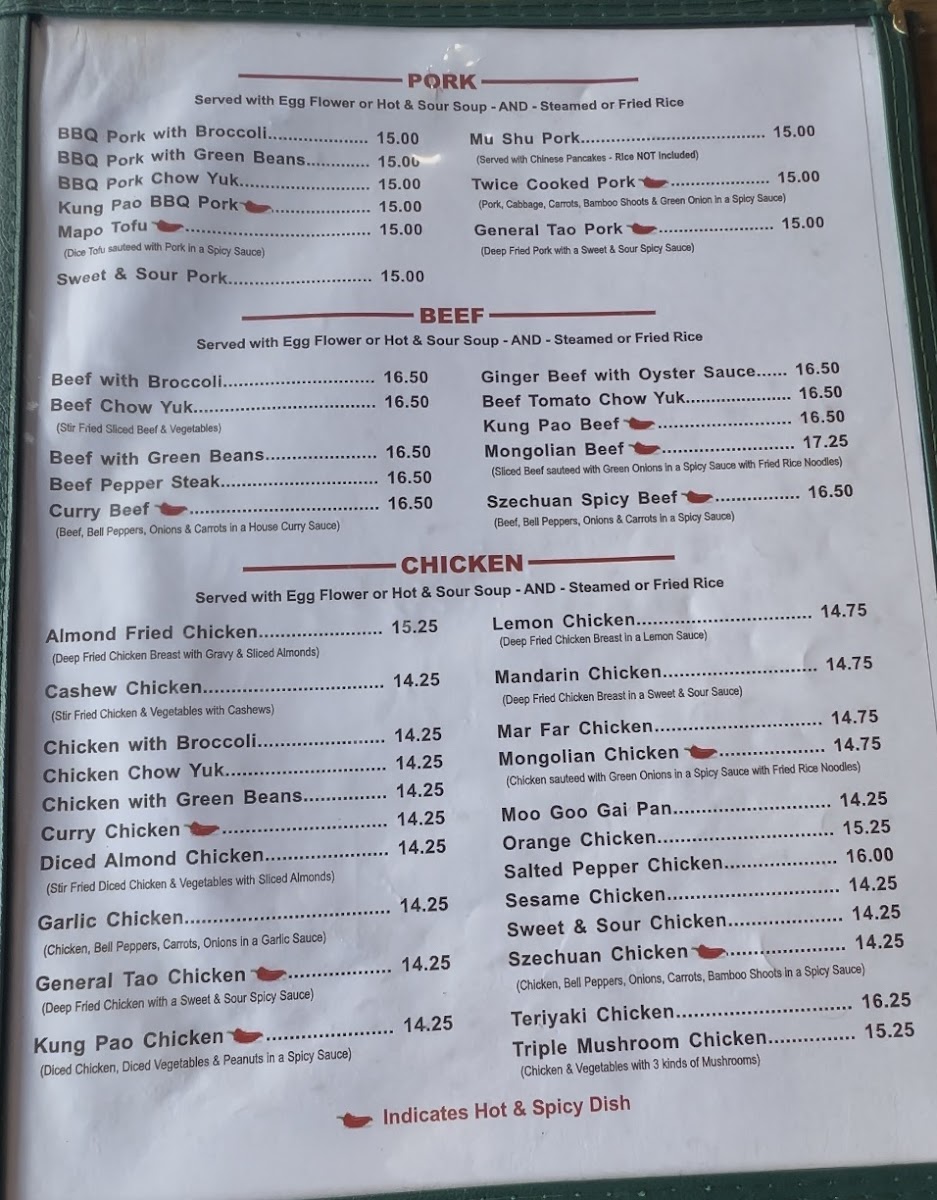 PORK
Served with Egg Flower or Hot & Sour Soup - AND - Steamed or Fried Rice
BBQ Pork with Broccoli.................... 15.00
BBQ Pork with Green Beans............ 15.00
BBQ Pork Chow Yuk......................... 15.00
Kung Pao BBQ Pork................... 15.00
Mapo Tofu................................... 15.00
(Dice Tofu sauteed with Pork in a Spicy Sauce)
Sweet & Sour Pork........................... 15.00
Mu Shu Pork................................... 15.00
(Served with Chinese Pancakes - Rice NOT Included)
Twice Cooked Pork................... 15.00
(Pork, Cabbage, Carrots, Bamboo Shoots & Green Onion in a Spicy Sauce)
General Tao Pork...................... 15.00
(Deep Fried Pork with a Sweet & Sour Spicy Sauce)
BEEF
Served with Egg Flower or Hot & Sour Soup - AND - Steamed or Fried Rice
Beef with Broccoli............................. 16.50
Beef Chow Yuk................................... 16.50
(Stir Fried Sliced Beef & Vegetables)
Beef with Green Beans..................... 16.50
Beef Pepper Steak.............................. 16.50
Curry Beef.................................... 16.50
(Beef, Bell Peppers, Onions & Carrots in a House Curry Sauce)
Ginger Beef with Oyster Sauce...... 16.50
Beef Tomato Chow Yuk.................... 16.50
Kung Pao Beef.......................... 16.50
Mongolian Beef......................... 17.25
(Sliced Beef sauteed with Green Onions in a Spicy Sauce with Fried Rice Noodles)
Szechuan Spicy Beef................ 16.50
(Beef, Bell Peppers, Onions & Carrots in a Spicy Sauce)
CHICKEN
Served with Egg Flower or Hot & Sour Soup - AND - Steamed or Fried Rice
Almond Fried Chicken........................ 15.25
(Deep Fried Chicken Breast with Gravy & Sliced Almonds)
Cashew Chicken................................... 14.25
(Stir Fried Chicken & Vegetables with Cashews)
Chicken with Broccoli........................ 14.25
Chicken Chow Yuk............................... 14.25
Chicken with Green Beans................ 14.25
Curry Chicken................................ 14.25
Diced Almond Chicken........................ 14.25
(Stir Fried Diced Chicken & Vegetables with Sliced Almonds)
Garlic Chicken....................................... 14.25
(Chicken, Bell Peppers, Carrots, Onions in a Garlic Sauce)
General Tao Chicken.................... 14.25
(Deep Fried Chicken with a Sweet & Sour Spicy Sauce)
Kung Pao Chicken......................... 14.25
(Diced Chicken, Diced Vegetables & Peanuts in a Spicy Sauce)
Lemon Chicken.................................. 14.75
(Deep Fried Chicken Breast in a Lemon Sauce)
Mandarin Chicken.............................. 14.75
(Deep Fried Chicken Breast in a Sweet & Sour Sauce)
Mar Far Chicken................................ 14.75
Mongolian Chicken.................... 14.75
(Chicken sauteed with Green Onions in a Spicy Sauce with Fried Rice Noodles)
Moo Goo Gai Pan.............................. 14.25
Orange Chicken.................................. 15.25
Salted Pepper Chicken...................... 16.00
Sesame Chicken................................. 14.25
Sweet & Sour Chicken...................... 14.25
Szechuan Chicken....................... 14.25
(Chicken, Bell Peppers, Onions, Carrots, Bamboo Shoots in a Spicy Sauce)
Teriyaki Chicken.................................. 16.25
Triple Mushroom Chicken................ 15.25
(Chicken & Vegetables with 3 kinds of Mushrooms)
Indicates Hot & Spicy Dish